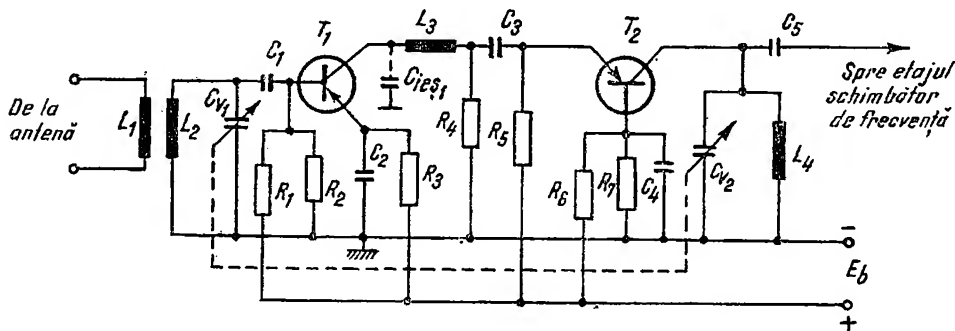 De la
antenă
L1
L2
CV1
C1
T1
R1
R2
C2
R3
Cieș1
L3
R4
C3
R5
T2
R6
R7
C4
CV2
L4
C5
Spre etajul
schimbător
de frecvență
−
Eb
+